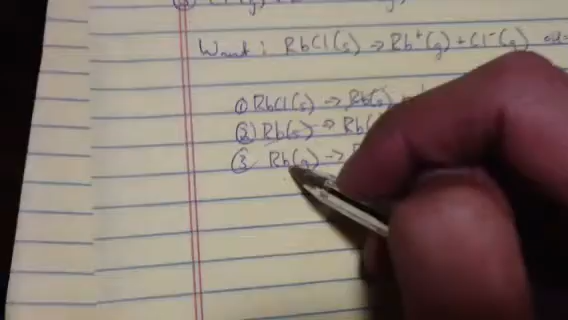 Want: RbCl(s) → Rb⁺(g) + Cl⁻(g)
① RbCl(s) → Rb(s) +
② Rb(s) → Rb(
③ Rb(g) →